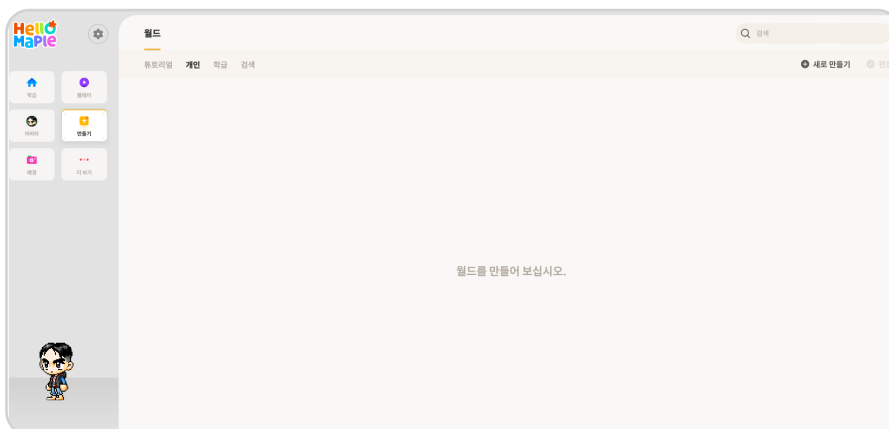 Hello
Maple
월드
검색
튜토리얼 개인 학급 검색
새로 만들기
학급 플레이
아바타 만들기
배경 더 보기
월드를 만들어 보십시오.